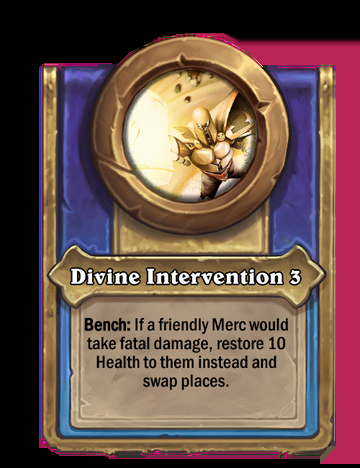 Divine Intervention 3
Bench: If a friendly Merc would
take fatal damage, restore 10
Health to them instead and
swap places.